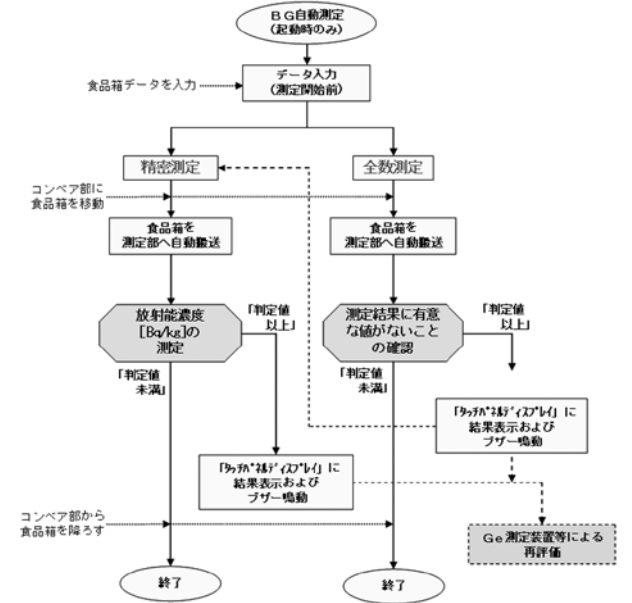 ＢＧ自動測定
(起動時のみ)
データ入力
(測定開始前)
食品箱データを入力
精密測定
全数測定
コンベア部に
食品箱を移動
食品箱を
測定部へ自動搬送
食品箱を
測定部へ自動搬送
放射能濃度
[Bq/kg]の
測定
「判定値
以上」
測定結果に有意
な値がないこと
の確認
「判定値
以上」
「判定値
未満」
「判定値
未満」
「ﾀｯﾁﾊﾟﾈﾙﾃﾞｨｽﾌﾟﾚｲ」に
結果表示および
ブザー鳴動
「ﾀｯﾁﾊﾟﾈﾙﾃﾞｨｽﾌﾟﾚｲ」に
結果表示および
ブザー鳴動
コンベア部から
食品箱を降ろす
Ｇｅ測定装置等による
再評価
終了
終了